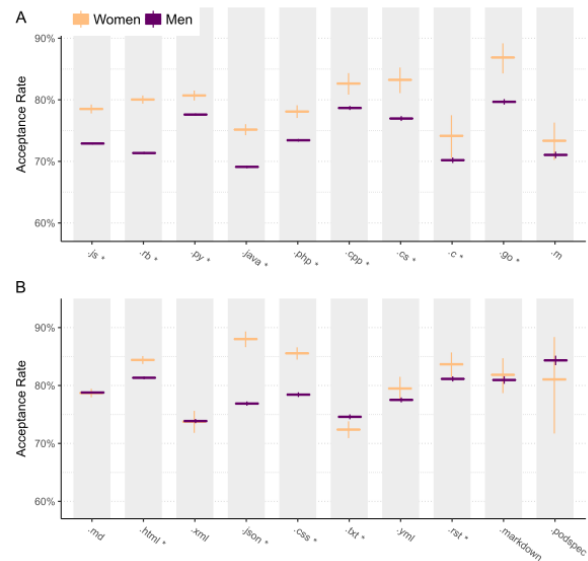 A
Women Men
Acceptance Rate
90%
80%
70%
60%
.js *
.rb *
.py *
.java *
.php *
.cpp *
.cs *
.c *
.go *
.m
B
Acceptance Rate
90%
80%
70%
60%
.md
.html *
.xml
.json *
.css *
.txt *
.yml
.rst *
.markdown
.podspec